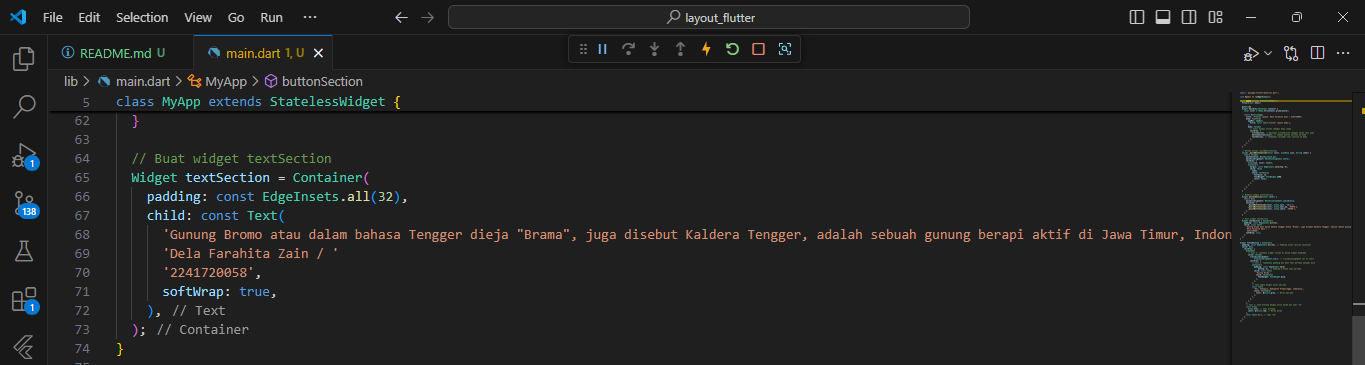 File Edit Selection View Go Run ··· layout_flutter
README.md U main.dart 1, U
lib > main.dart > MyApp > buttonSection
5 class MyApp extends StatelessWidget {
62 }
63
64 // Buat widget textSection
65 Widget textSection = Container(
66 padding: const EdgeInsets.all(32),
67 child: const Text(
68 'Gunung Bromo atau dalam bahasa Tengger dieja "Brama", juga disebut Kaldera Tengger, adalah sebuah gunung berapi aktif di Jawa Timur, Indon
69 'Dela Farahita Zain / '
70 '2241720058',
71 softWrap: true,
72 ), // Text
73 ); // Container
74 }
1
138
1